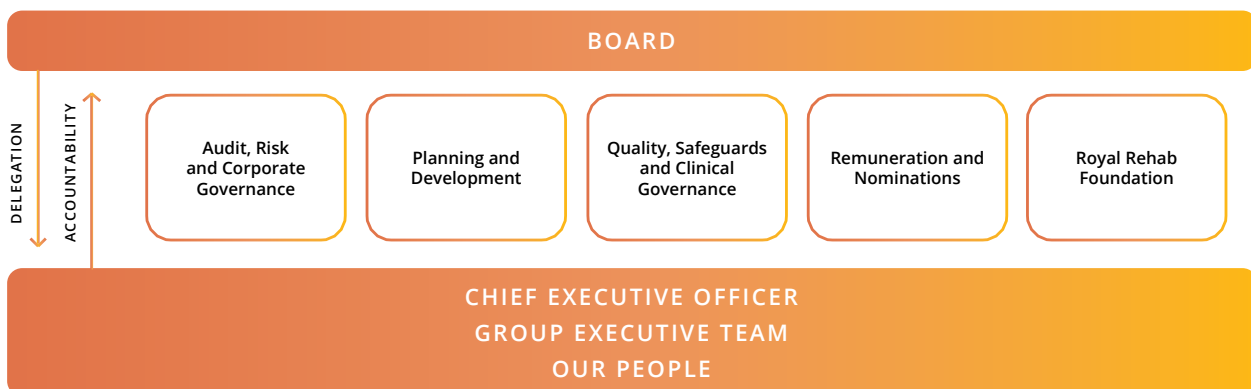 BOARD
DELEGATION
ACCOUNTABILITY
Audit, Risk
and Corporate
Governance
Planning and
Development
Quality, Safeguards
and Clinical
Governance
Remuneration and
Nominations
Royal Rehab
Foundation
CHIEF EXECUTIVE OFFICER
GROUP EXECUTIVE TEAM
OUR PEOPLE